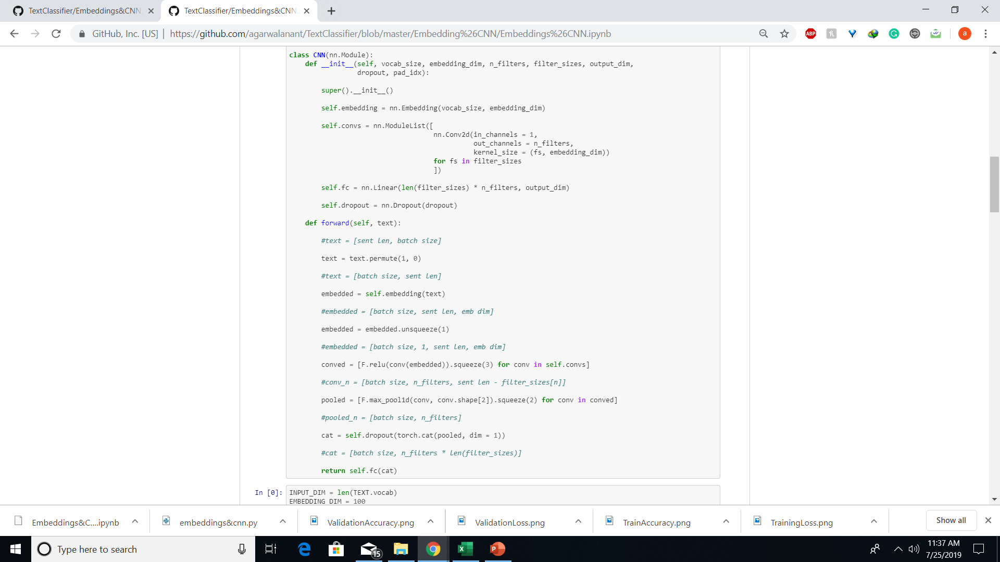 TextClassifier/Embeddings&CNN
TextClassifier/Embeddings&CNN
GitHub, Inc. [US] | https://github.com/agarwalanant/TextClassifier/blob/master/Embedding%26CNN/Embeddings%26CNN.ipynb
ABP
a
class CNN(nn.Module):
def __init__(self, vocab_size, embedding_dim, n_filters, filter_sizes, output_dim,
dropout, pad_idx):
super().__init__()
self.embedding = nn.Embedding(vocab_size, embedding_dim)
self.convs = nn.ModuleList([
nn.Conv2d(in_channels = 1,
out_channels = n_filters,
kernel_size = (fs, embedding_dim))
for fs in filter_sizes
])
self.fc = nn.Linear(len(filter_sizes) * n_filters, output_dim)
self.dropout = nn.Dropout(dropout)
def forward(self, text):
#text = [sent len, batch size]
text = text.permute(1, 0)
#text = [batch size, sent len]
embedded = self.embedding(text)
#embedded = [batch size, sent len, emb dim]
embedded = embedded.unsqueeze(1)
#embedded = [batch size, 1, sent len, emb dim]
conved = [F.relu(conv(embedded)).squeeze(3) for conv in self.convs]
#conv_n = [batch size, n_filters, sent len - filter_sizes[n]]
pooled = [F.max_pool1d(conv, conv.shape[2]).squeeze(2) for conv in conved]
#pooled_n = [batch size, n_filters]
cat = self.dropout(torch.cat(pooled, dim = 1))
#cat = [batch size, n_filters * len(filter_sizes)]
return self.fc(cat)
In [0]: INPUT_DIM = len(TEXT.vocab)
EMBEDDING_DIM = 100
Embeddings&C....ipynb
embeddings&cnn.py
ValidationAccuracy.png
ValidationLoss.png
TrainAccuracy.png
TrainingLoss.png
Show all
Type here to search
15
11:37 AM
7/25/2019